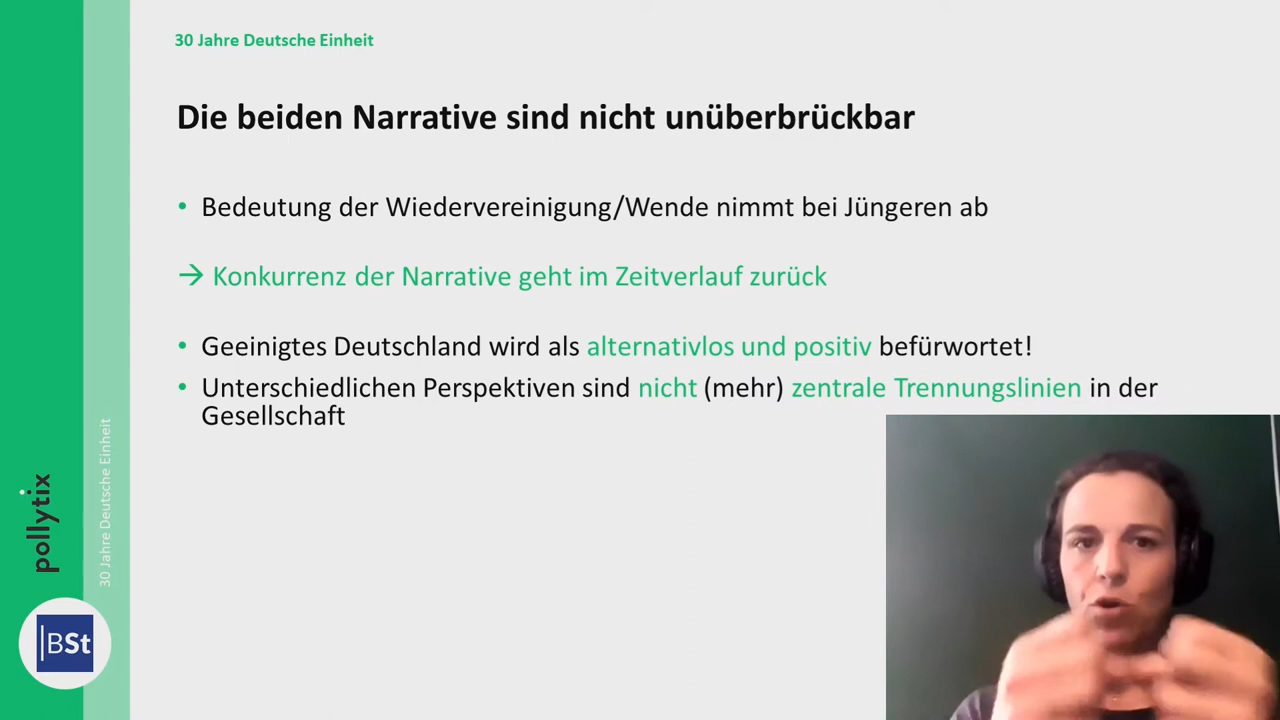 30 Jahre Deutsche Einheit
Die beiden Narrative sind nicht unüberbrückbar
• Bedeutung der Wiedervereinigung/Wende nimmt bei Jüngeren ab
→ Konkurrenz der Narrative geht im Zeitverlauf zurück
• Geeinigtes Deutschland wird als alternativlos und positiv befürwortet!
• Unterschiedlichen Perspektiven sind nicht (mehr) zentrale Trennungslinien in der
Gesellschaft
30 Jahre Deutsche Einheit
pollytix
|BSt